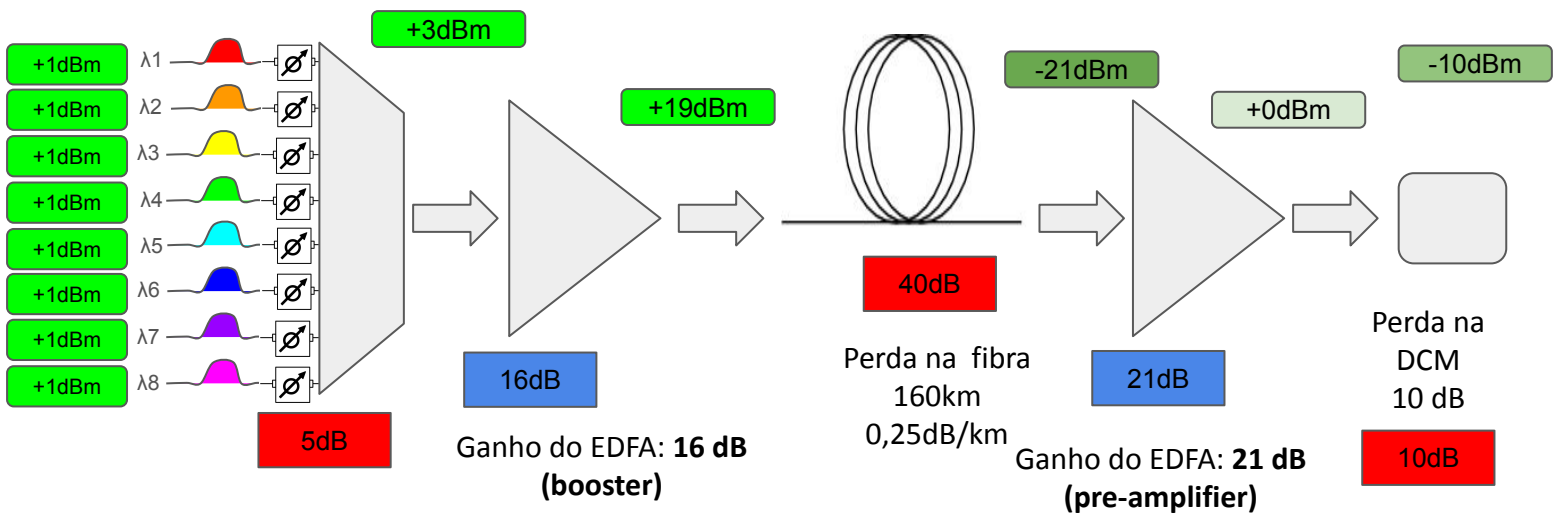 +3dBm
+1dBm λ1
+1dBm λ2
+1dBm λ3
+1dBm λ4
+1dBm λ5
+1dBm λ6
+1dBm λ7
+1dBm λ8
5dB
16dB
Ganho do EDFA: 16 dB
(booster)
+19dBm
40dB
Perda na fibra
160km
0,25dB/km
-21dBm
21dB
Ganho do EDFA: 21 dB
(pre-amplifier)
+0dBm
-10dBm
Perda na
DCM
10 dB
10dB